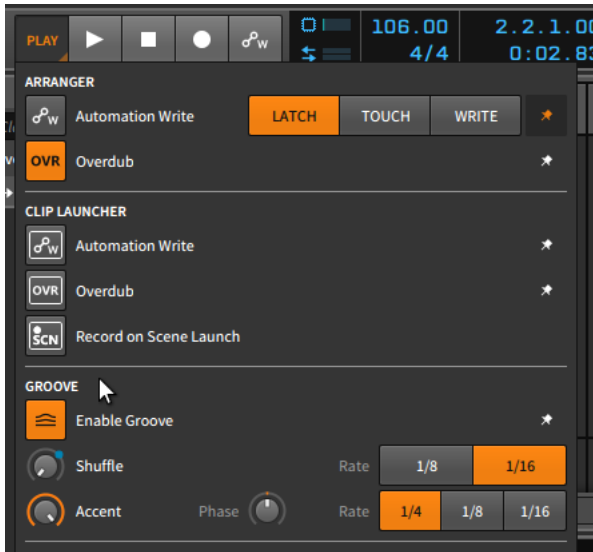 PLAY W 106.00 2.2.1.00
4/4 0:02.83
ARRANGER
W Automation Write LATCH TOUCH WRITE
OVR Overdub
CLIP LAUNCHER
W Automation Write
OVR Overdub
SCN Record on Scene Launch
GROOVE
Enable Groove
Shuffle Rate 1/8 1/16
Accent Phase Rate 1/4 1/8 1/16